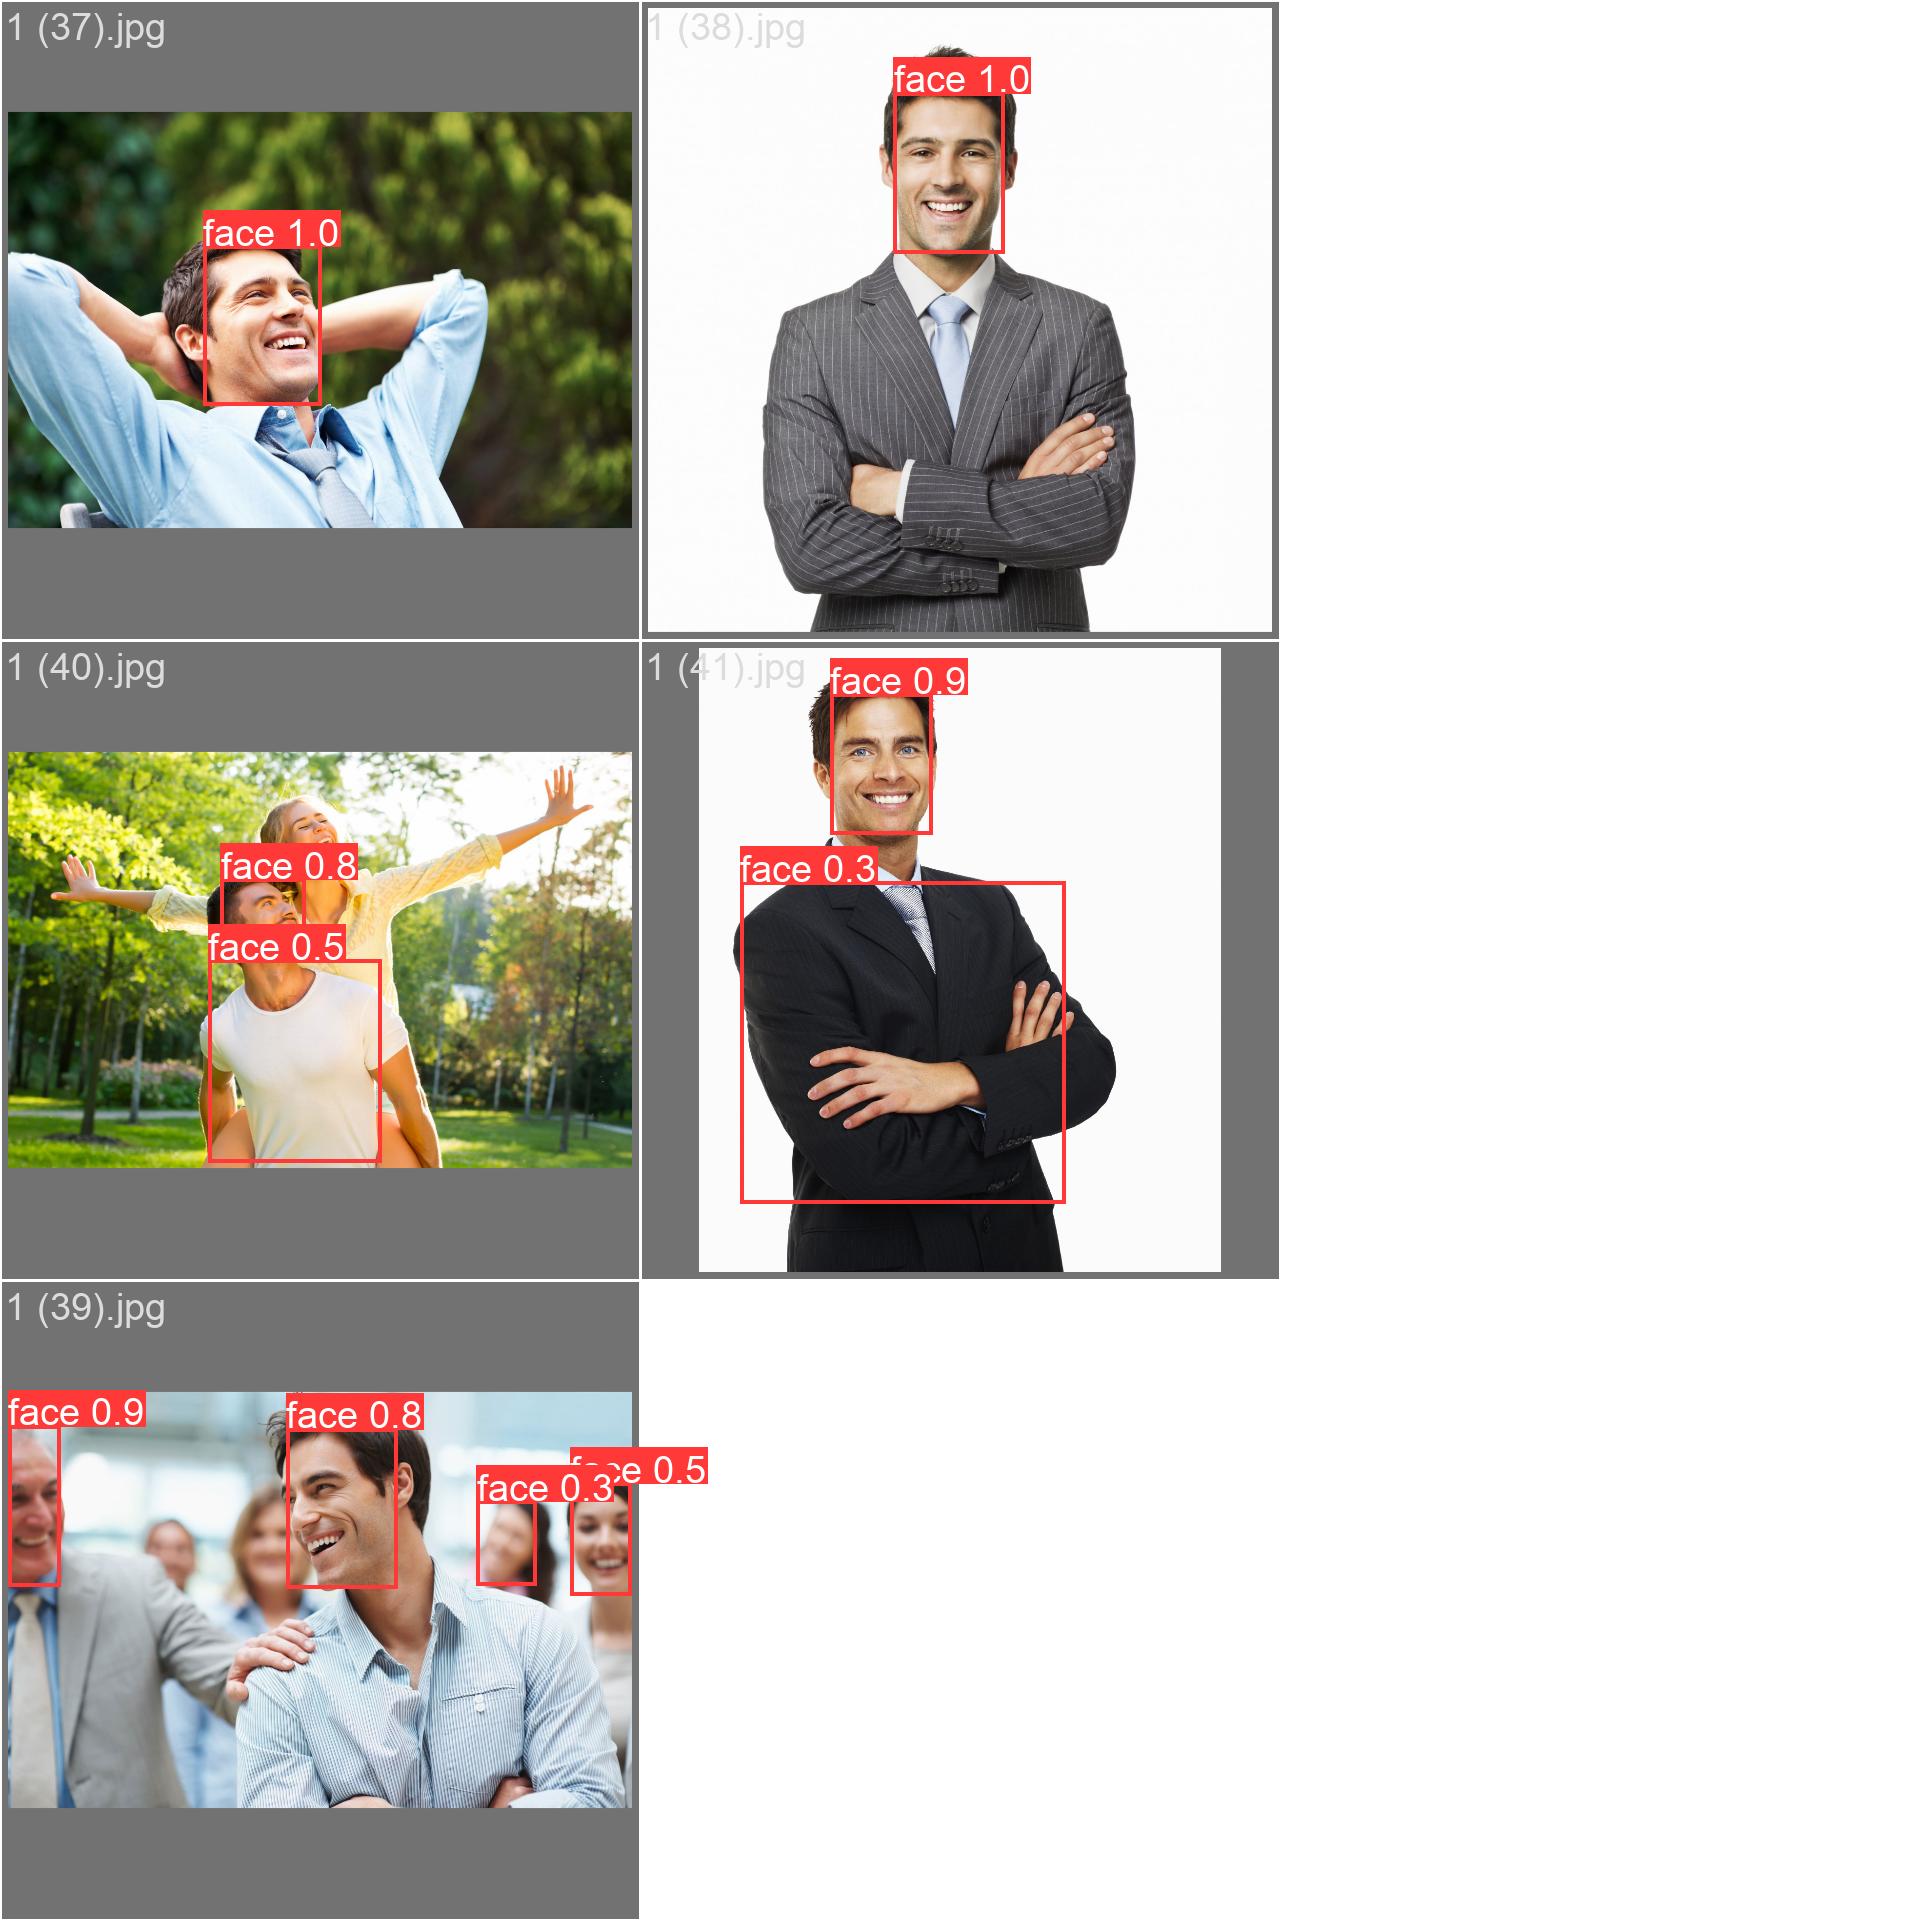 1 (37).jpg
face 1.0
1 (38).jpg
face 1.0
1 (40).jpg
face 0.8
face 0.5
1 (41).jpg
face 0.9
face 0.3
1 (39).jpg
face 0.9
face 0.8
face 0.5
face 0.3